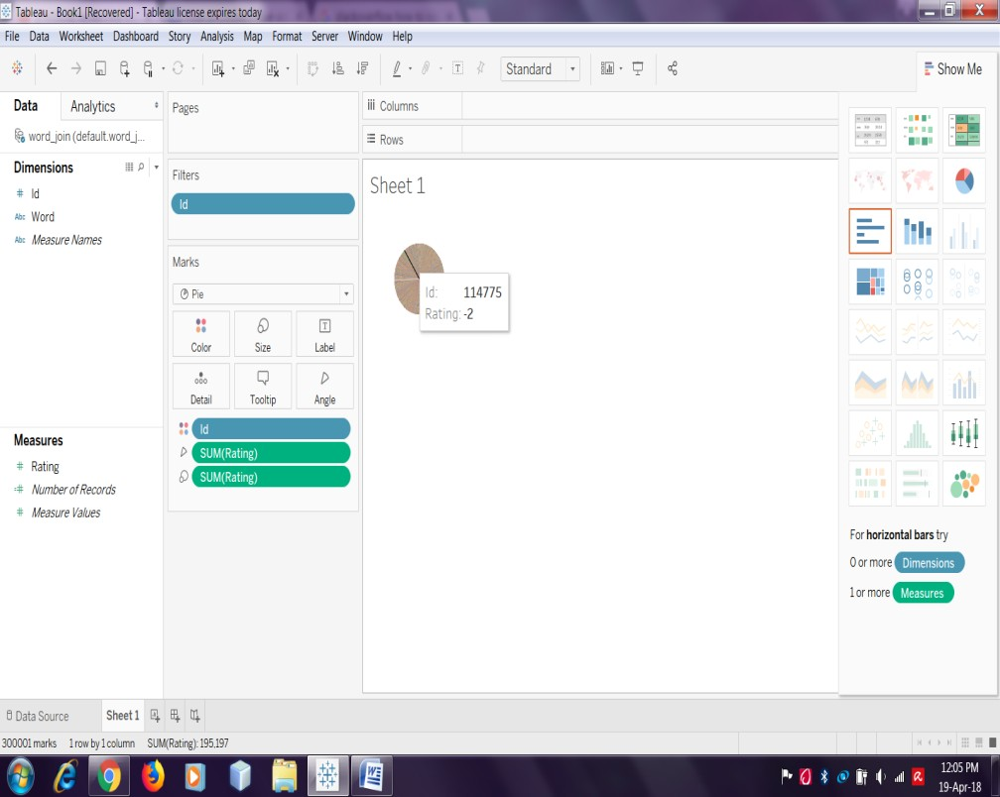 Tableau - Book1 [Recovered] - Tableau license expires today
File Data Worksheet Dashboard Story Analysis Map Format Server Window Help
Standard
Show Me
Data Analytics
word_join (default.word_j...
Dimensions
# Id
Abc Word
Abc Measure Names
Measures
# Rating
# Number of Records
# Measure Values
Pages
Filters
Id
Marks
Pie
Color Size Label
Detail Tooltip Angle
Id
SUM(Rating)
SUM(Rating)
Columns
Rows
Sheet 1
Id: 114775
Rating: -2
For horizontal bars try
0 or more Dimensions
1 or more Measures
Data Source Sheet 1
300001 marks 1 row by 1 column SUM(Rating): 195,197
12:05 PM
19-Apr-18